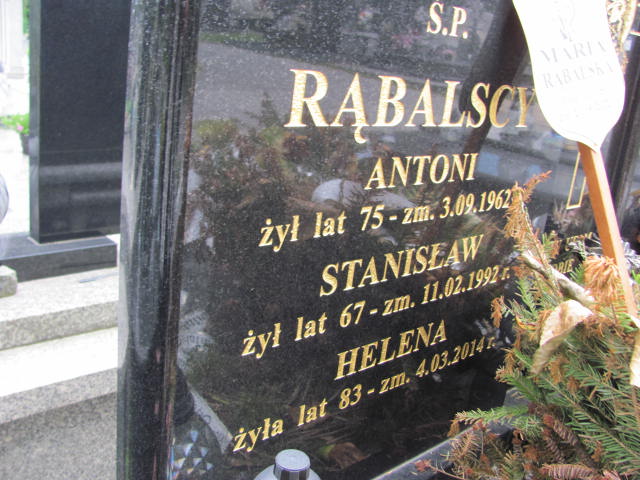 Ś.P.
RĄBALSCY
ANTONI
żył lat 75 - zm. 3.09.1962
STANISŁAW
żył lat 67 - zm. 11.02.1992 r.
HELENA
żyła lat 83 - zm. 4.03.2014 r.
MARIA
RĄBALSKA